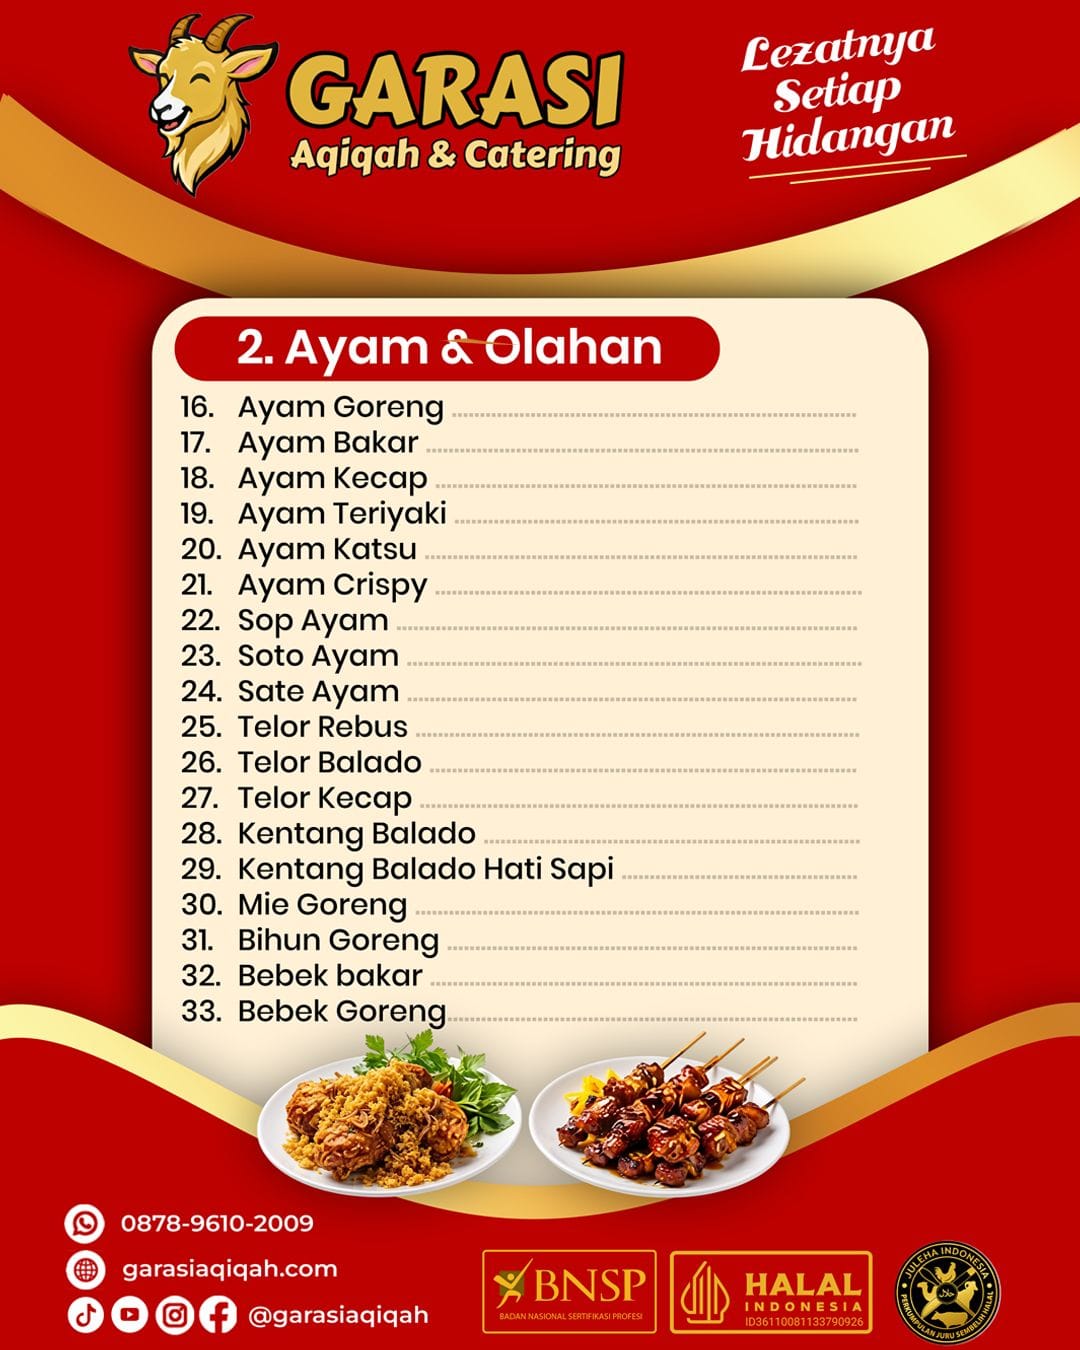 GARASI
Aqiqah & Catering
Lezatnya
Setiap
Hidangan
2. Ayam & Olahan
16. Ayam Goreng
17. Ayam Bakar
18. Ayam Kecap
19. Ayam Teriyaki
20. Ayam Katsu
21. Ayam Crispy
22. Sop Ayam
23. Soto Ayam
24. Sate Ayam
25. Telor Rebus
26. Telor Balado
27. Telor Kecap
28. Kentang Balado
29. Kentang Balado Hati Sapi
30. Mie Goreng
31. Bihun Goreng
32. Bebek bakar
33. Bebek Goreng
0878-9610-2009
garasiaqiqah.com
@garasiaqiqah
BNSP
BADAN NASIONAL SERTIFIKASI PROFESI
HALAL
INDONESIA
ID36110081133790926
JULEHA INDONESIA
حلال
PERKUMPULAN JURU SEMBELIH HALAL